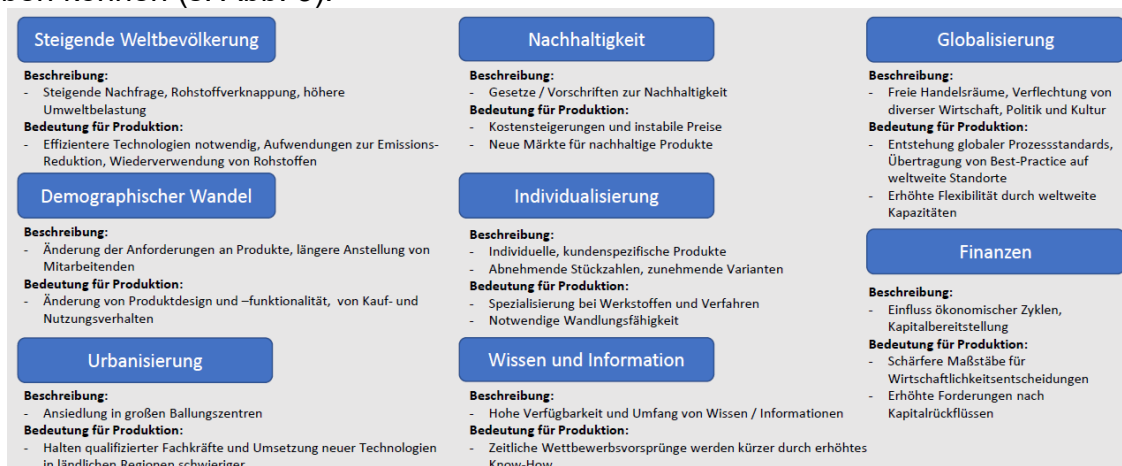 Steigende Weltbevölkerung
Beschreibung:
- Steigende Nachfrage, Rohstoffverknappung, höhere
Umweltbelastung
Bedeutung für Produktion:
- Effizientere Technologien notwendig, Aufwendungen zur Emissions-
Reduktion, Wiederverwendung von Rohstoffen
Demographischer Wandel
Beschreibung:
- Änderung der Anforderungen an Produkte, längere Anstellung von
Mitarbeitenden
Bedeutung für Produktion:
- Änderung von Produktdesign und –funktionalität, von Kauf- und
Nutzungsverhalten
Urbanisierung
Beschreibung:
- Ansiedlung in großen Ballungszentren
Bedeutung für Produktion:
- Halten qualifizierter Fachkräfte und Umsetzung neuer Technologien
in ländlichen Regionen schwieriger
Nachhaltigkeit
Beschreibung:
- Gesetze / Vorschriften zur Nachhaltigkeit
Bedeutung für Produktion:
- Kostensteigerungen und instabile Preise
- Neue Märkte für nachhaltige Produkte
Individualisierung
Beschreibung:
- Individuelle, kundenspezifische Produkte
- Abnehmende Stückzahlen, zunehmende Varianten
Bedeutung für Produktion:
- Spezialisierung bei Werkstoffen und Verfahren
- Notwendige Wandlungsfähigkeit
Wissen und Information
Beschreibung:
- Hohe Verfügbarkeit und Umfang von Wissen / Informationen
Bedeutung für Produktion:
- Zeitliche Wettbewerbsvorsprünge werden kürzer durch erhöhtes
Know-How
Globalisierung
Beschreibung:
- Freie Handelsräume, Verflechtung von
diverser Wirtschaft, Politik und Kultur
Bedeutung für Produktion:
- Entstehung globaler Prozessstandards,
Übertragung von Best-Practice auf
weltweite Standorte
- Erhöhte Flexibilität durch weltweite
Kapazitäten
Finanzen
Beschreibung:
- Einfluss ökonomischer Zyklen,
Kapitalbereitstellung
Bedeutung für Produktion:
- Schärfere Maßstäbe für
Wirtschaftlichkeitsentscheidungen
- Erhöhte Forderungen nach
Kapitalrückflüssen